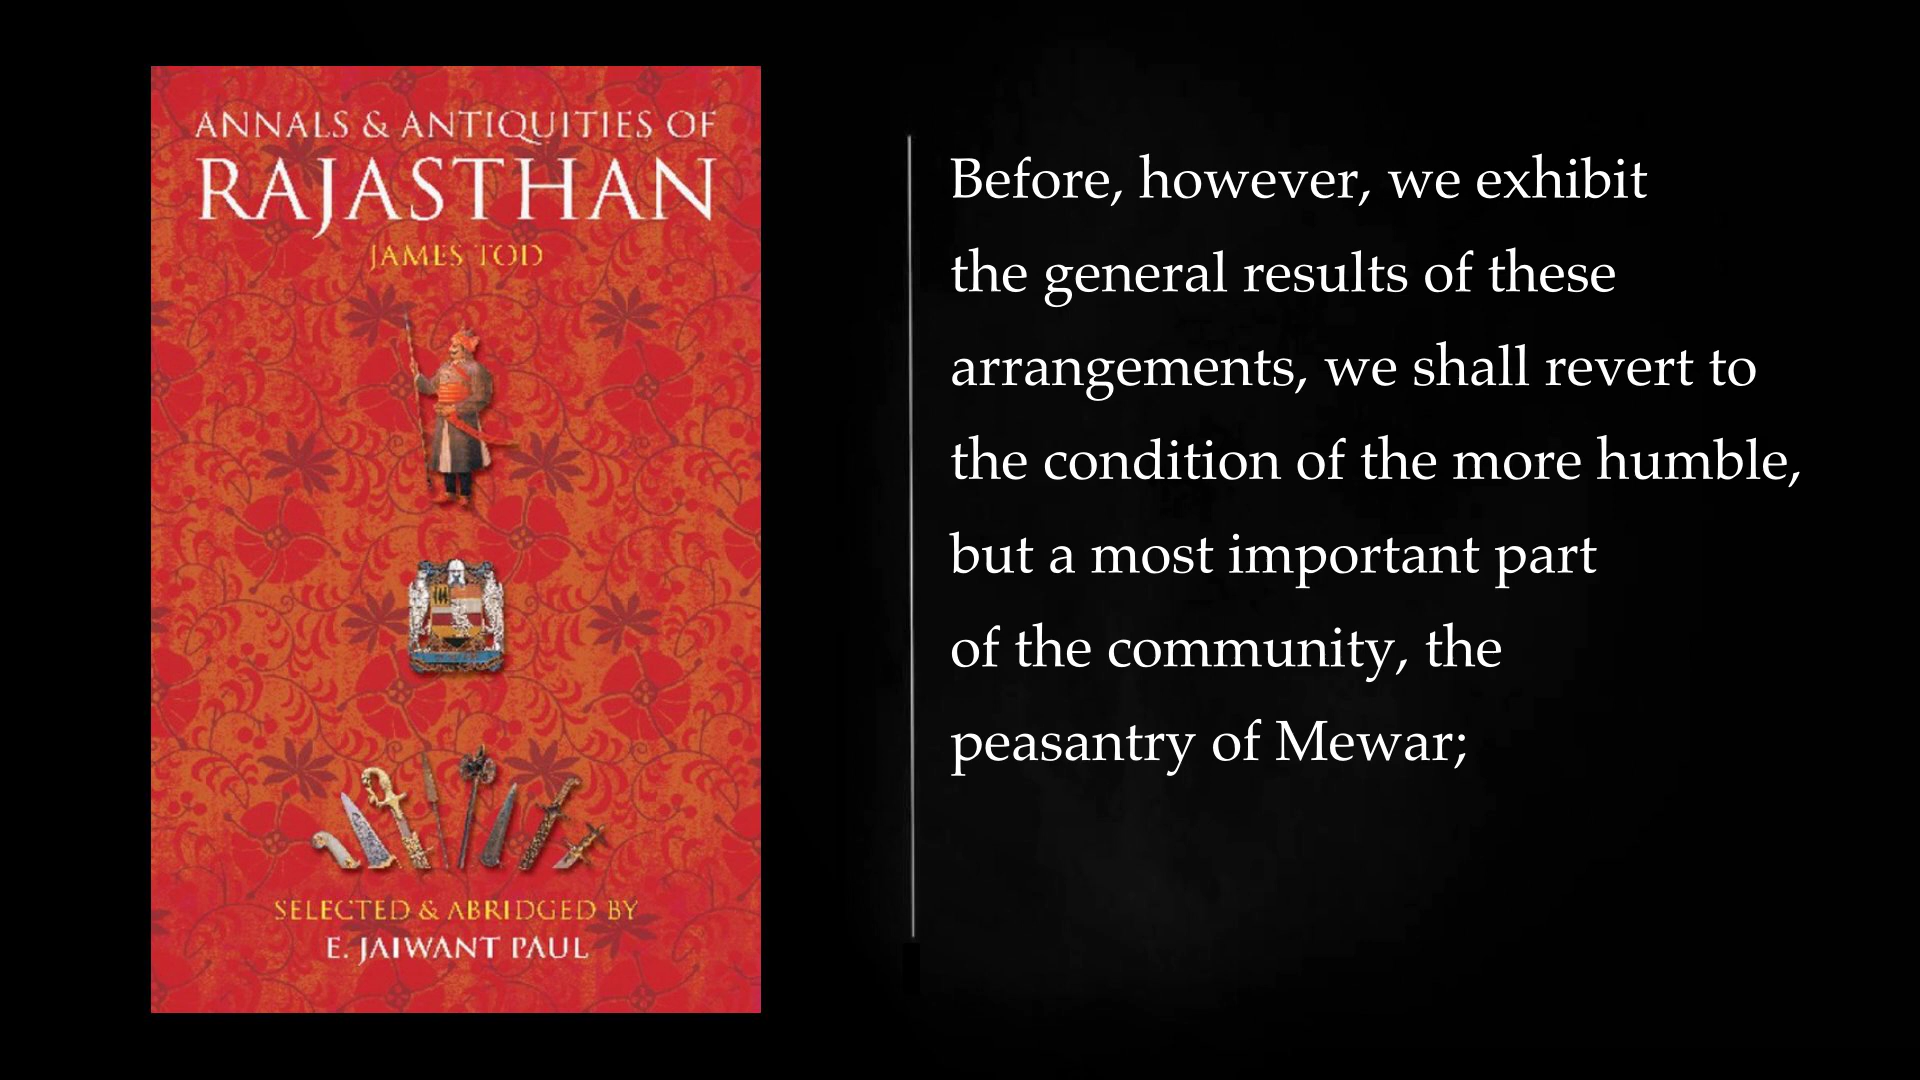 ANNALS & ANTIQUITIES OF
RAJASTHAN
JAMES TOD
SELECTED & ABRIDGED BY
E. JAIWANT PAUL
Before, however, we exhibit
the general results of these
arrangements, we shall revert to
the condition of the more humble,
but a most important part
of the community, the
peasantry of Mewar;